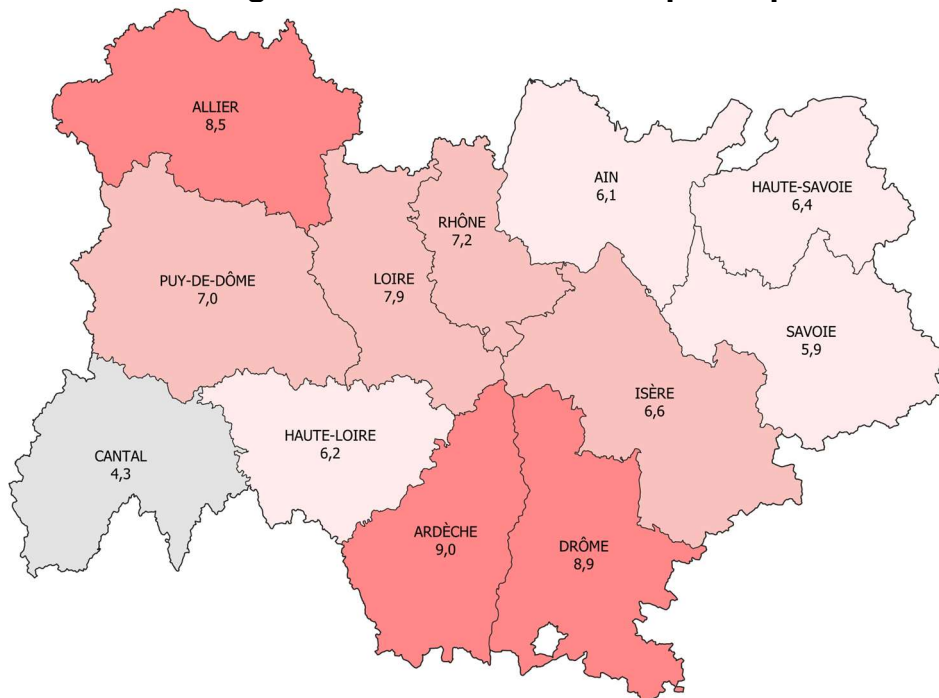 ALLIER
8,5
AIN
6,1
HAUTE-SAVOIE
6,4
RHÔNE
7,2
PUY-DE-DÔME
7,0
LOIRE
7,9
SAVOIE
5,9
ISÈRE
6,6
HAUTE-LOIRE
6,2
CANTAL
4,3
ARDÈCHE
9,0
DRÔME
8,9